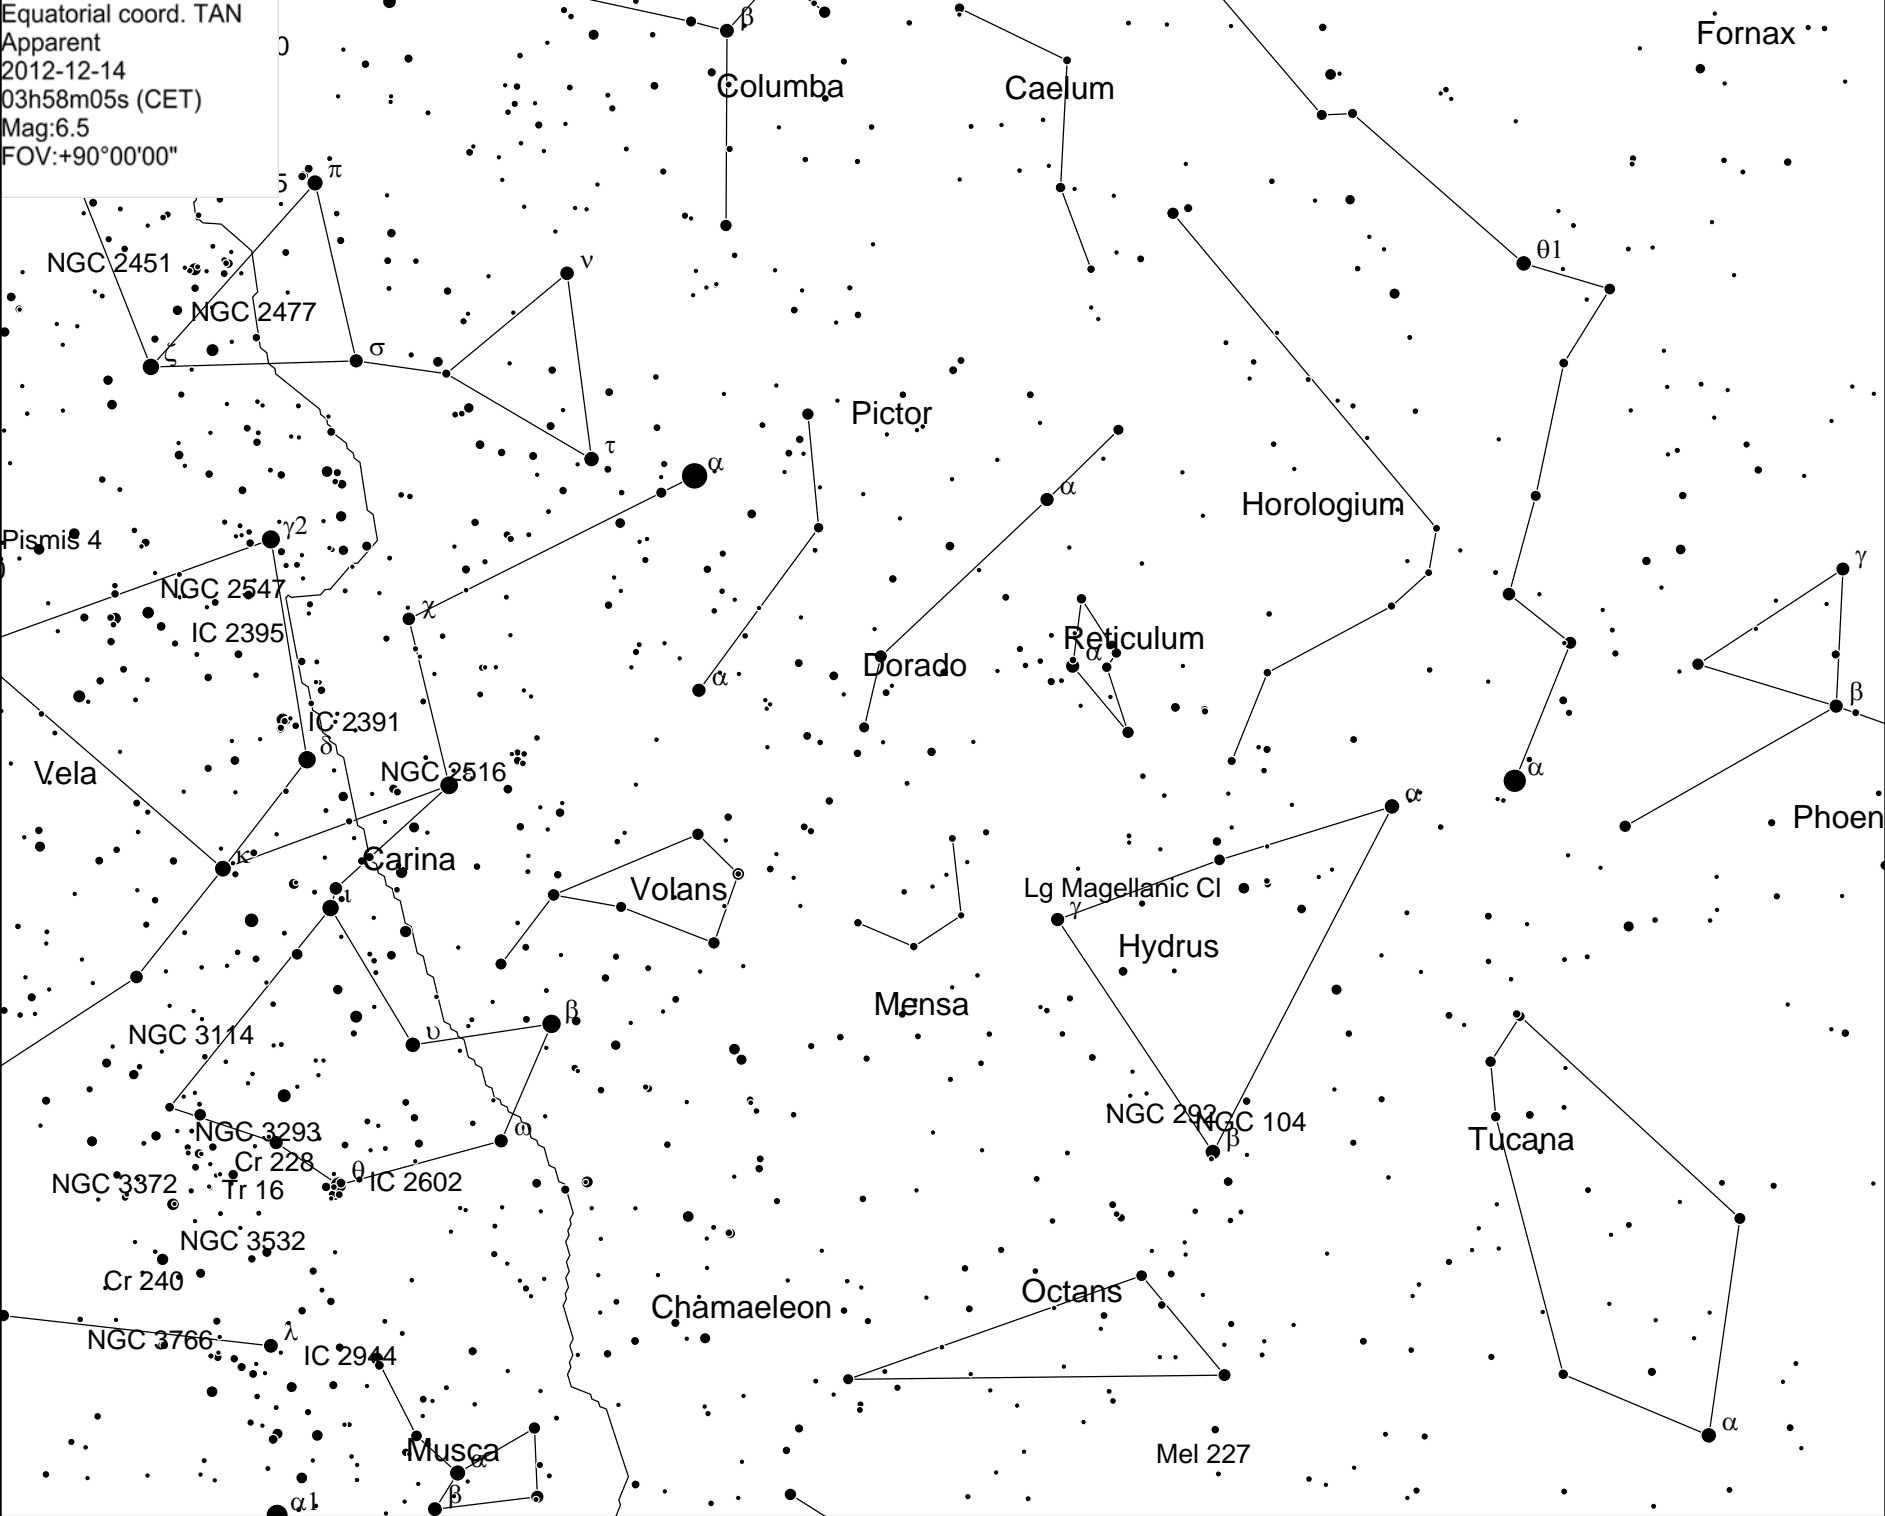 Equatorial coord. TAN
Apparent
2012-12-14
03h58m05s (CET)
Mag:6.5
FOV:+90°00'00"
0
5
β
Columba
Caelum
Fornax
π
θ1
NGC 2451
ν
NGC 2477
ζ
σ
Pictor
τ
α
α
Horologium
γ2
Pismis 4
γ
NGC 2547
χ
IC 2395
Reticulum
α
Dorado
α
β
IC 2391
δ
Vela
NGC 2516
α
α
Phoen
κ
Carina
ι
Volans
Lg Magellanic Cl
γ
Hydrus
Mensa
β
υ
NGC 3114
NGC 292
NGC 104
β
ω
NGC 3293
Tucana
Cr 228
θ
NGC 3372
Tr 16
IC 2602
NGC 3532
Cr 240
Octans
Chamaeleon
λ
NGC 3766
IC 2944
α
Musca
α
Mel 227
β
α1